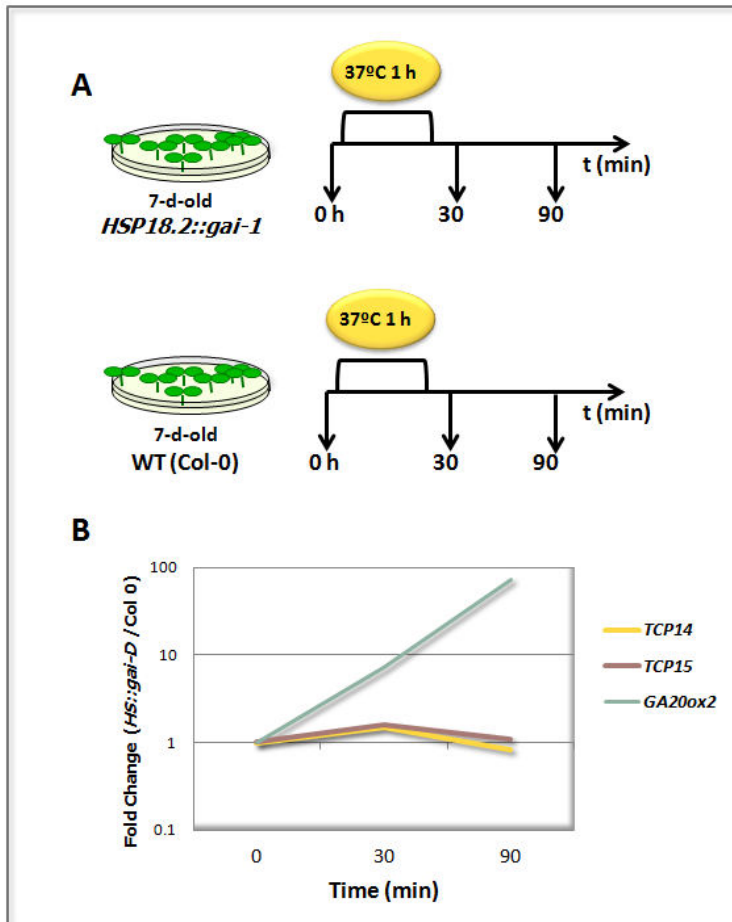 A
37ºC 1 h
t (min)
0 h 30 90
7-d-old
HSP18.2::gai-1
37ºC 1 h
t (min)
0 h 30 90
7-d-old
WT (Col-0)
B
Fold Change (HS::gai-D /Col 0)
100
10
1
0.1
0 30 90
Time (min)
TCP14
TCP15
GA20ox2